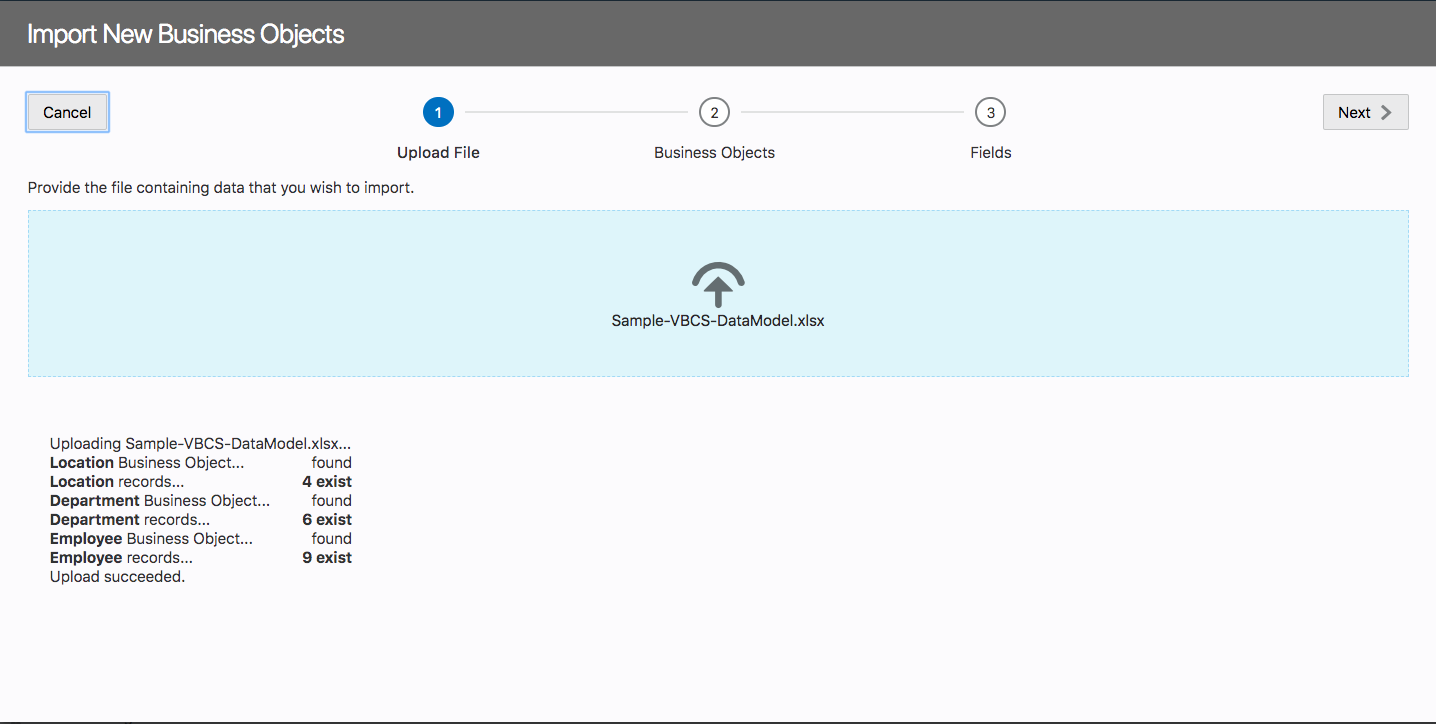 Import New Business Objects
Cancel
1
2
3
Next
Upload File
Business Objects
Fields
Provide the file containing data that you wish to import.
Sample-VBCS-DataModel.xlsx
Uploading Sample-VBCS-DataModel.xlsx...
Location Business Object... found
Location records... 4 exist
Department Business Object... found
Department records... 6 exist
Employee Business Object... found
Employee records... 9 exist
Upload succeeded.